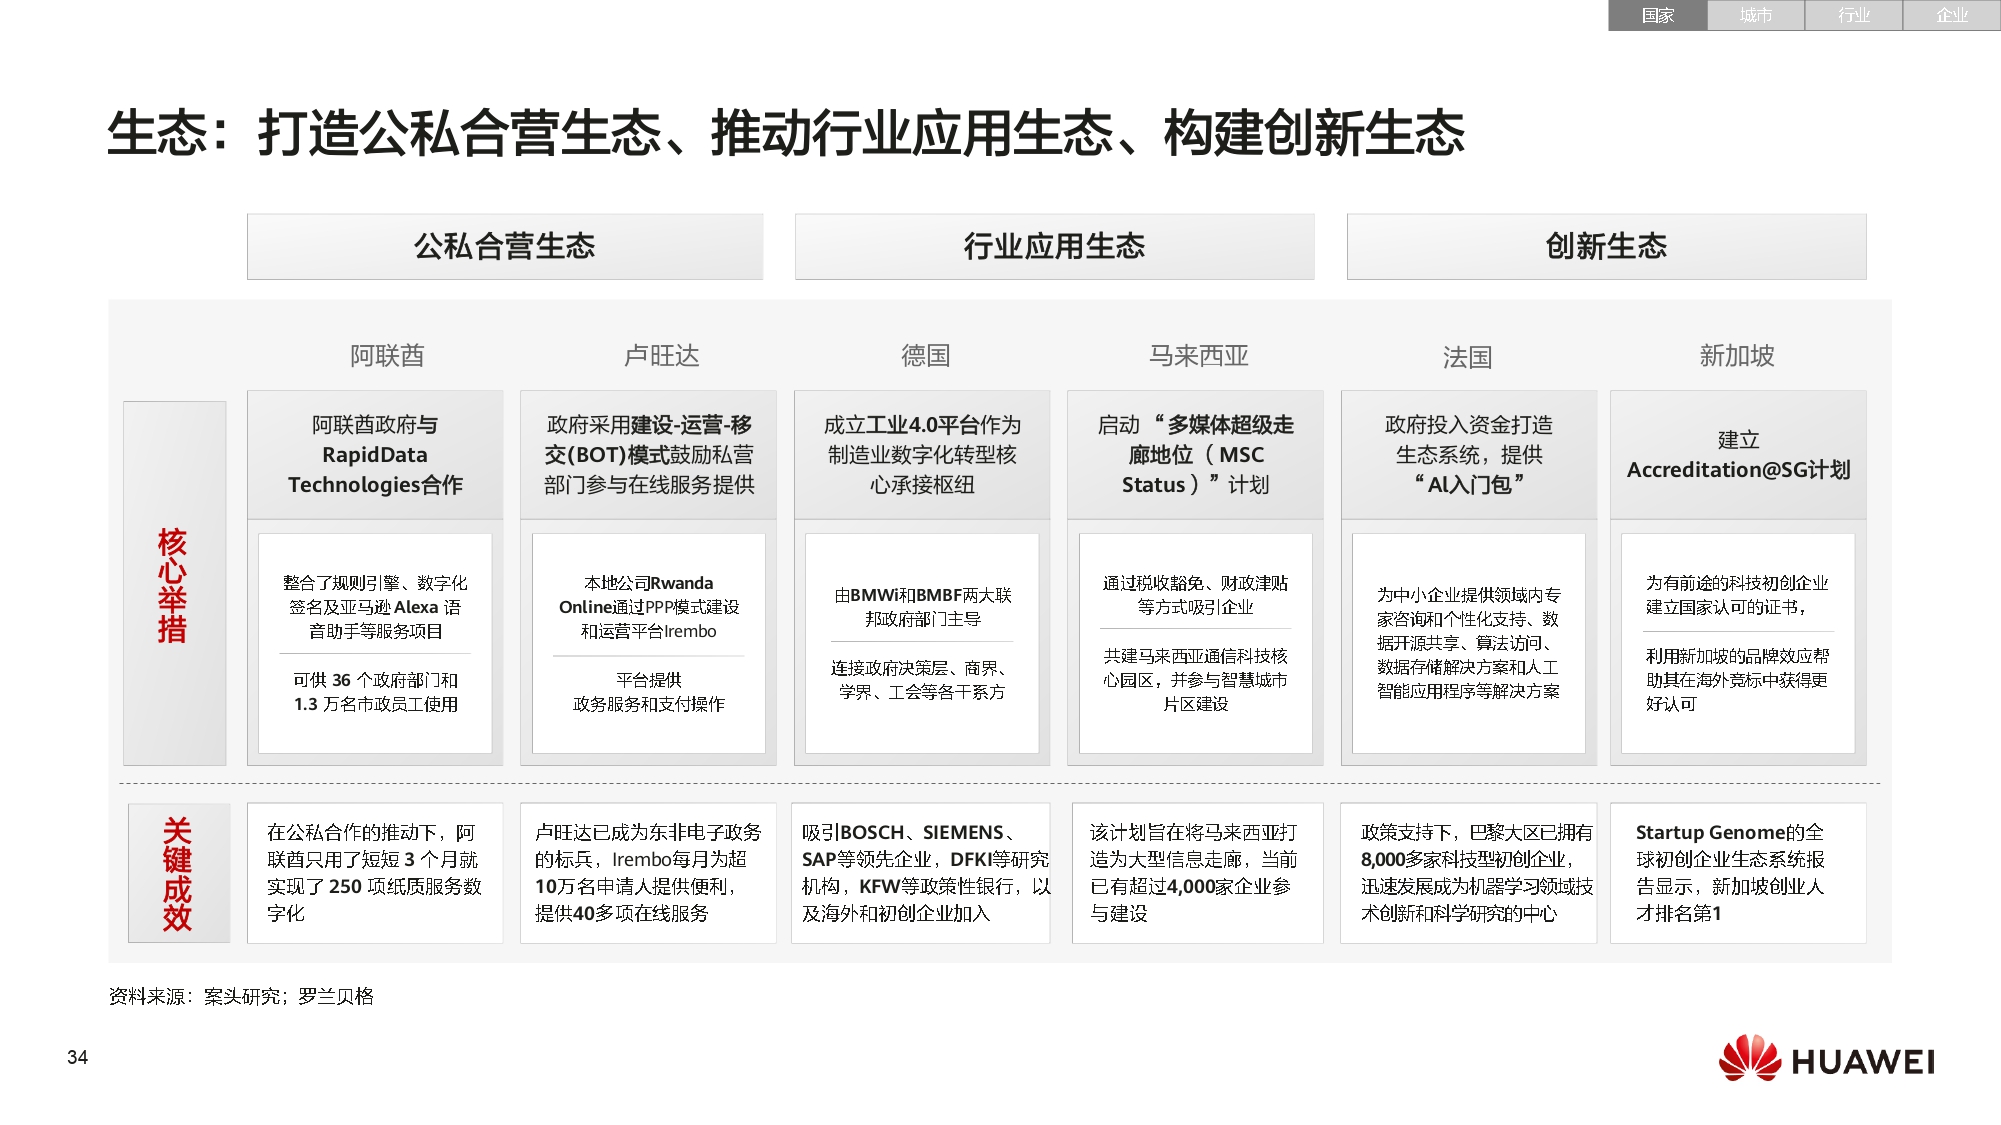 国家
城市
行业
企业
生态：打造公私合营生态、推动行业应用生态、构建创新生态
公私合营生态
行业应用生态
创新生态
阿联酋
卢旺达
德国
马来西亚
法国
新加坡
核心举措
阿联酋政府与
RapidData
Technologies合作
政府采用建设-运营-移
交(BOT)模式鼓励私营
部门参与在线服务提供
成立工业4.0平台作为
制造业数字化转型核
心承接枢纽
启动“多媒体超级走
廊地位（MSC
Status）”计划
政府投入资金打造
生态系统，提供
“AI入门包”
建立
Accreditation@SG计划
整合了规则引擎、数字化
签名及亚马逊 Alexa 语
音助手等服务项目
可供 36 个政府部门和
1.3 万名市政员工使用
本地公司Rwanda
Online通过PPP模式建设
和运营平台Irembo
平台提供
政务服务和支付操作
由BMWi和BMBF两大联
邦政府部门主导
连接政府决策层、商界、
学界、工会等各干系方
通过税收豁免、财政津贴
等方式吸引企业
共建马来西亚通信科技核
心园区，并参与智慧城市
片区建设
为中小企业提供领域内专
家咨询和个性化支持、数
据开源共享、算法访问、
数据存储解决方案和人工
智能应用程序等解决方案
为有前途的科技初创企业
建立国家认可的证书，
利用新加坡的品牌效应帮
助其在海外竞标中获得更
好认可
关键成效
在公私合作的推动下，阿
联酋只用了短短 3 个月就
实现了 250 项纸质服务数
字化
卢旺达已成为东非电子政务
的标兵，Irembo每月为超
10万名申请人提供便利，
提供40多项在线服务
吸引BOSCH、SIEMENS、
SAP等领先企业，DFKI等研究
机构，KFW等政策性银行，以
及海外和初创企业加入
该计划旨在将马来西亚打
造为大型信息走廊，当前
已有超过4,000家企业参
与建设
政策支持下，巴黎大区已拥有
8,000多家科技型初创企业，
迅速发展成为机器学习领域技
术创新和科学研究的中心
Startup Genome的全
球初创企业生态系统报
告显示，新加坡创业人
才排名第1
资料来源：案头研究；罗兰贝格
34
HUAWEI